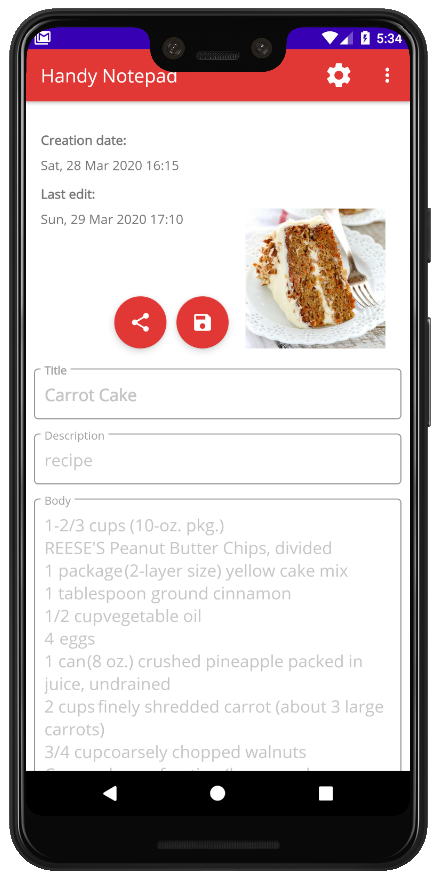 5:34
Handy Notepad
Creation date:
Sat, 28 Mar 2020 16:15
Last edit:
Sun, 29 Mar 2020 17:10
Title
Carrot Cake
Description
recipe
Body
1-2/3 cups (10-oz. pkg.)
REESE'S Peanut Butter Chips, divided
1 package(2-layer size) yellow cake mix
1 tablespoon ground cinnamon
1/2 cupvegetable oil
4 eggs
1 can(8 oz.) crushed pineapple packed in
juice, undrained
2 cups finely shredded carrot (about 3 large
carrots)
3/4 cupcoarsely chopped walnuts